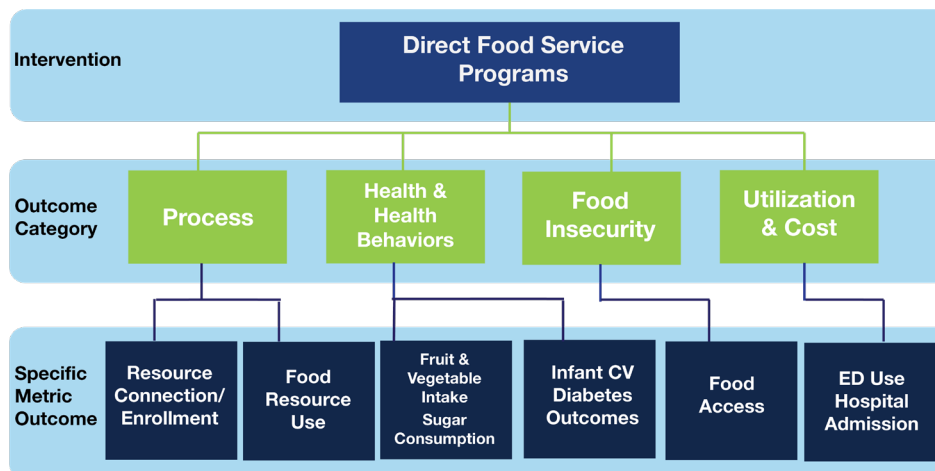 Intervention
Direct Food Service
Programs
Outcome
Category
Process
Health &
Health
Behaviors
Food
Insecurity
Utilization
& Cost
Specific
Metric
Outcome
Resource
Connection/
Enrollment
Food
Resource
Use
Fruit &
Vegetable
Intake
Sugar
Consumption
Infant CV
Diabetes
Outcomes
Food
Access
ED Use
Hospital
Admission